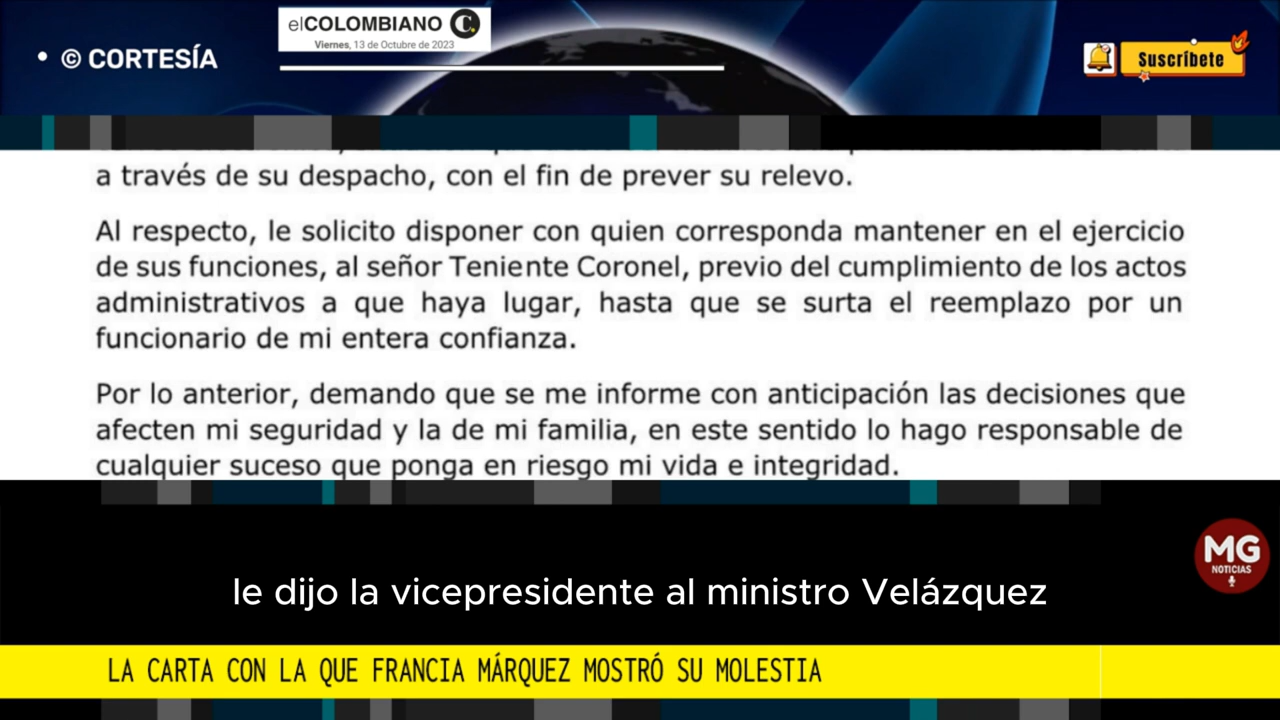 • © CORTESÍA
elCOLOMBIANO C.
Viernes, 13 de Octubre de 2023
Suscríbete
a través de su despacho, con el fin de prever su relevo.
Al respecto, le solicito disponer con quien corresponda mantener en el ejercicio
de sus funciones, al señor Teniente Coronel, previo del cumplimiento de los actos
administrativos a que haya lugar, hasta que se surta el reemplazo por un
funcionario de mi entera confianza.
Por lo anterior, demando que se me informe con anticipación las decisiones que
afecten mi seguridad y la de mi familia, en este sentido lo hago responsable de
cualquier suceso que ponga en riesgo mi vida e integridad.
MG
NOTICIAS
le dijo la vicepresidente al ministro Velázquez
LA CARTA CON LA QUE FRANCIA MÁRQUEZ MOSTRÓ SU MOLESTIA